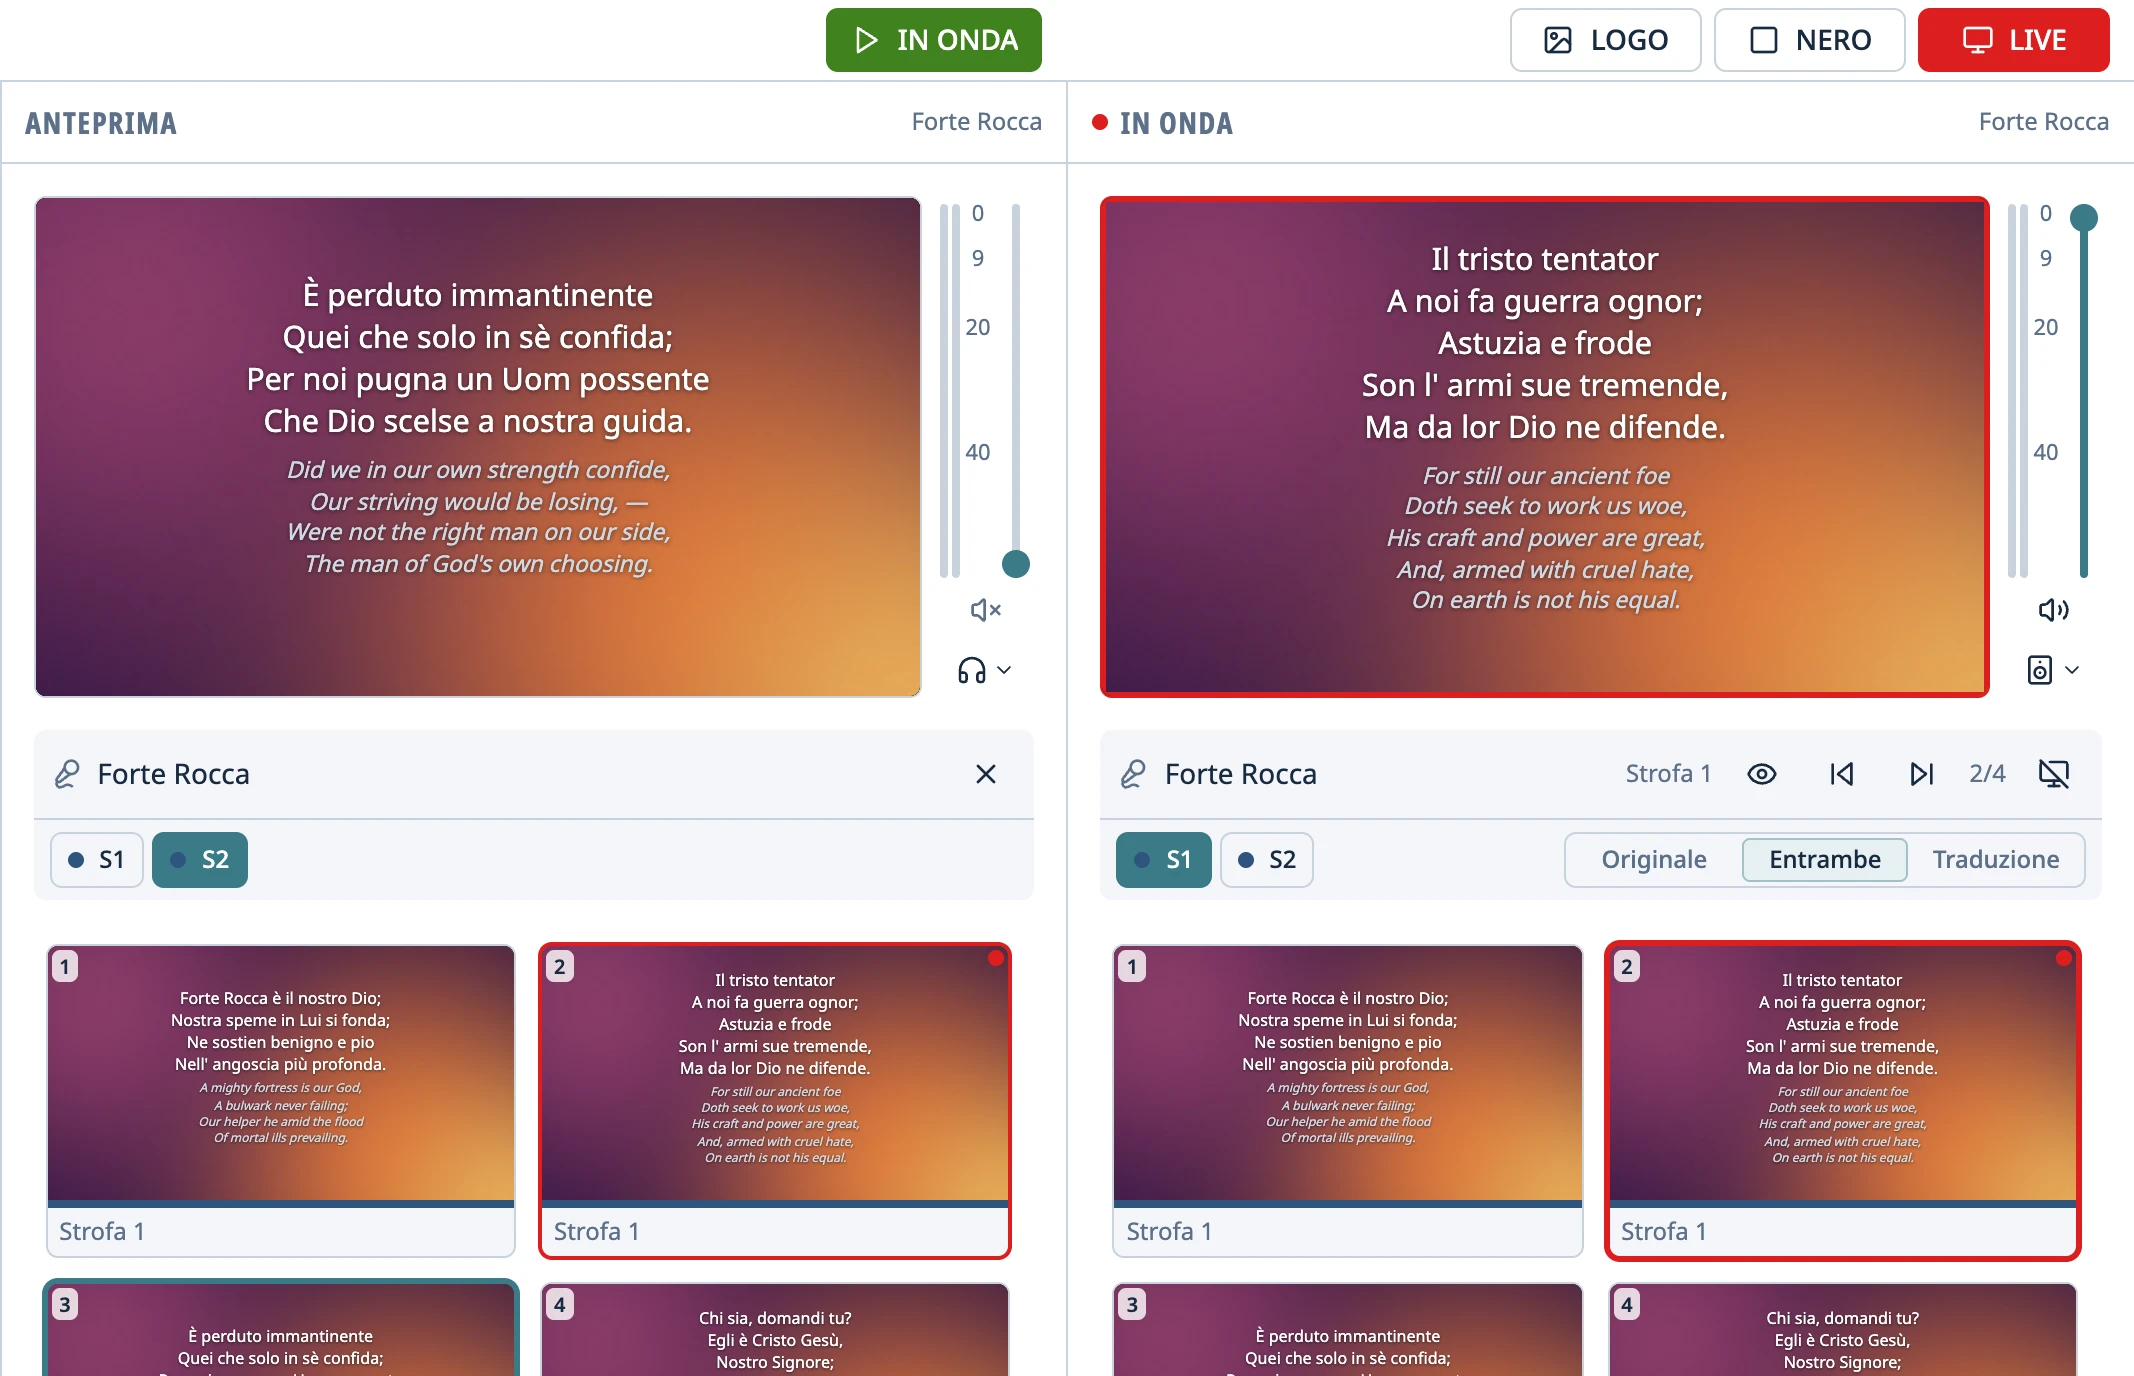 IN ONDA
LOGO
NERO
LIVE
ANTEPRIMA
Forte Rocca
IN ONDA
Forte Rocca
È perduto immantinente
Quei che solo in sè confida;
Per noi pugna un Uom possente
Che Dio scelse a nostra guida.
Did we in our own strength confide,
Our striving would be losing, —
Were not the right man on our side,
The man of God's own choosing.
0
9
20
40
Il tristo tentator
A noi fa guerra ognor;
Astuzia e frode
Son l' armi sue tremende,
Ma da lor Dio ne difende.
For still our ancient foe
Doth seek to work us woe,
His craft and power are great,
And, armed with cruel hate,
On earth is not his equal.
0
9
20
40
Forte Rocca
S1
S2
Forte Rocca
Strofa 1
2/4
S1
S2
Originale
Entrambe
Traduzione
1
Forte Rocca è il nostro Dio;
Nostra speme in Lui si fonda;
Ne sostien benigno e pio
Nell' angoscia più profonda.
A mighty fortress is our God,
A bulwark never failing;
Our helper he amid the flood
Of mortal ills prevailing.
Strofa 1
2
Il tristo tentator
A noi fa guerra ognor;
Astuzia e frode
Son l' armi sue tremende,
Ma da lor Dio ne difende.
For still our ancient foe
Doth seek to work us woe,
His craft and power are great,
And, armed with cruel hate,
On earth is not his equal.
Strofa 1
3
È perduto immantinente
Quei che solo in sè confida;
4
Chi sia, domandi tu?
Egli è Cristo Gesù,
Nostro Signore;
1
Forte Rocca è il nostro Dio;
Nostra speme in Lui si fonda;
Ne sostien benigno e pio
Nell' angoscia più profonda.
A mighty fortress is our God,
A bulwark never failing;
Our helper he amid the flood
Of mortal ills prevailing.
Strofa 1
2
Il tristo tentator
A noi fa guerra ognor;
Astuzia e frode
Son l' armi sue tremende,
Ma da lor Dio ne difende.
For still our ancient foe
Doth seek to work us woe,
His craft and power are great,
And, armed with cruel hate,
On earth is not his equal.
Strofa 1
3
È perduto immantinente
Quei che solo in sè confida;
4
Chi sia, domandi tu?
Egli è Cristo Gesù,
Nostro Signore;